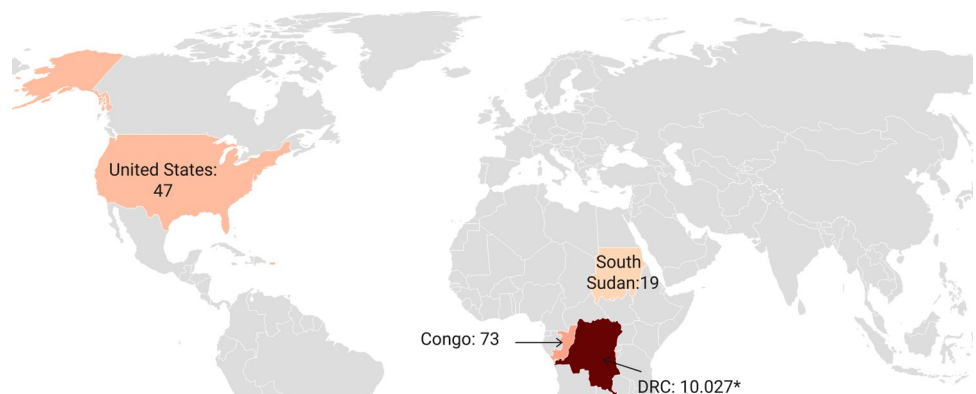 United States:
47
South
Sudan:19
Congo: 73
DRC: 10.027*